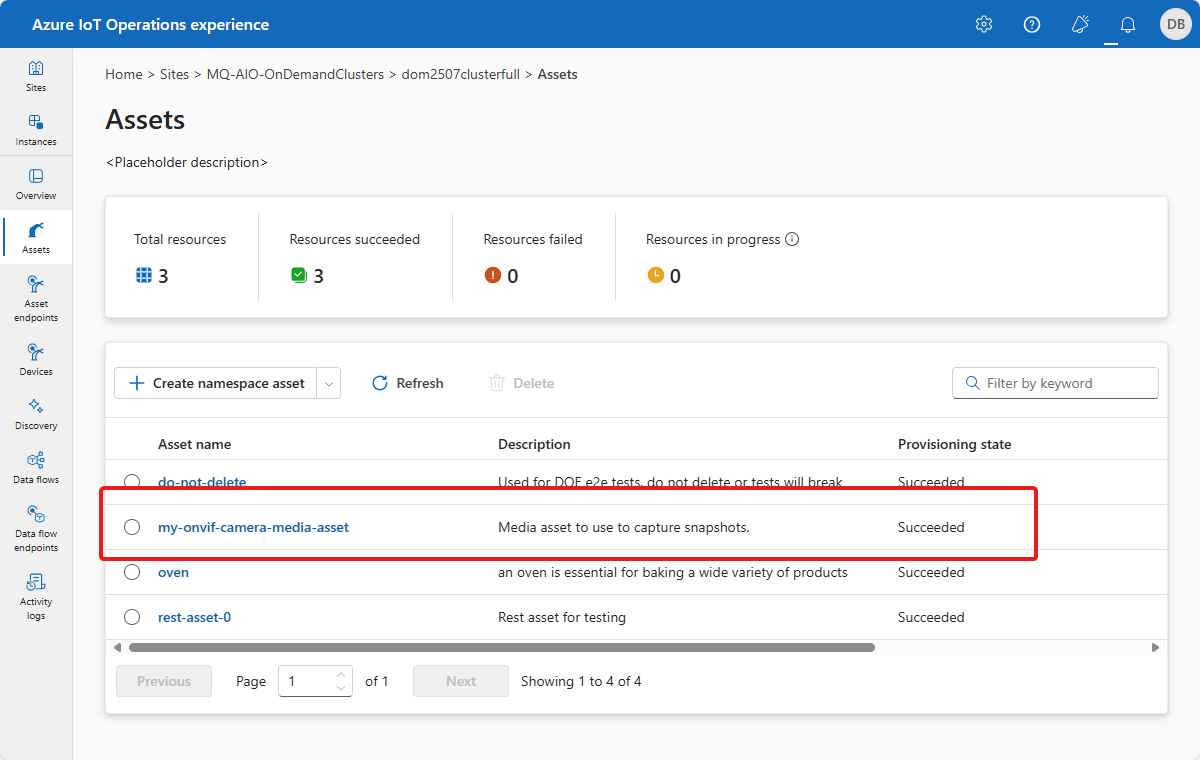 Azure IoT Operations experience
DB
Sites
Instances
Overview
Assets
Asset
endpoints
Devices
Discovery
Data flows
Data flow
endpoints
Activity
logs
Home > Sites > MQ-AIO-OnDemandClusters > dom2507clusterfull > Assets
Assets
<Placeholder description>
Total resources
3
Resources succeeded
3
Resources failed
0
Resources in progress
0
Create namespace asset
Refresh
Delete
Filter by keyword
Asset name Description Provisioning state
do-not-delete Used for DOE e2e tests, do not delete or tests will break Succeeded
my-onvif-camera-media-asset Media asset to use to capture snapshots. Succeeded
oven an oven is essential for baking a wide variety of products Succeeded
rest-asset-0 Rest asset for testing Succeeded
Previous Page 1 of 1 Next Showing 1 to 4 of 4